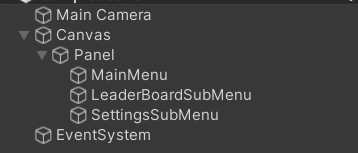 Main Camera
Canvas
Panel
MainMenu
LeaderBoardSubMenu
SettingsSubMenu
EventSystem